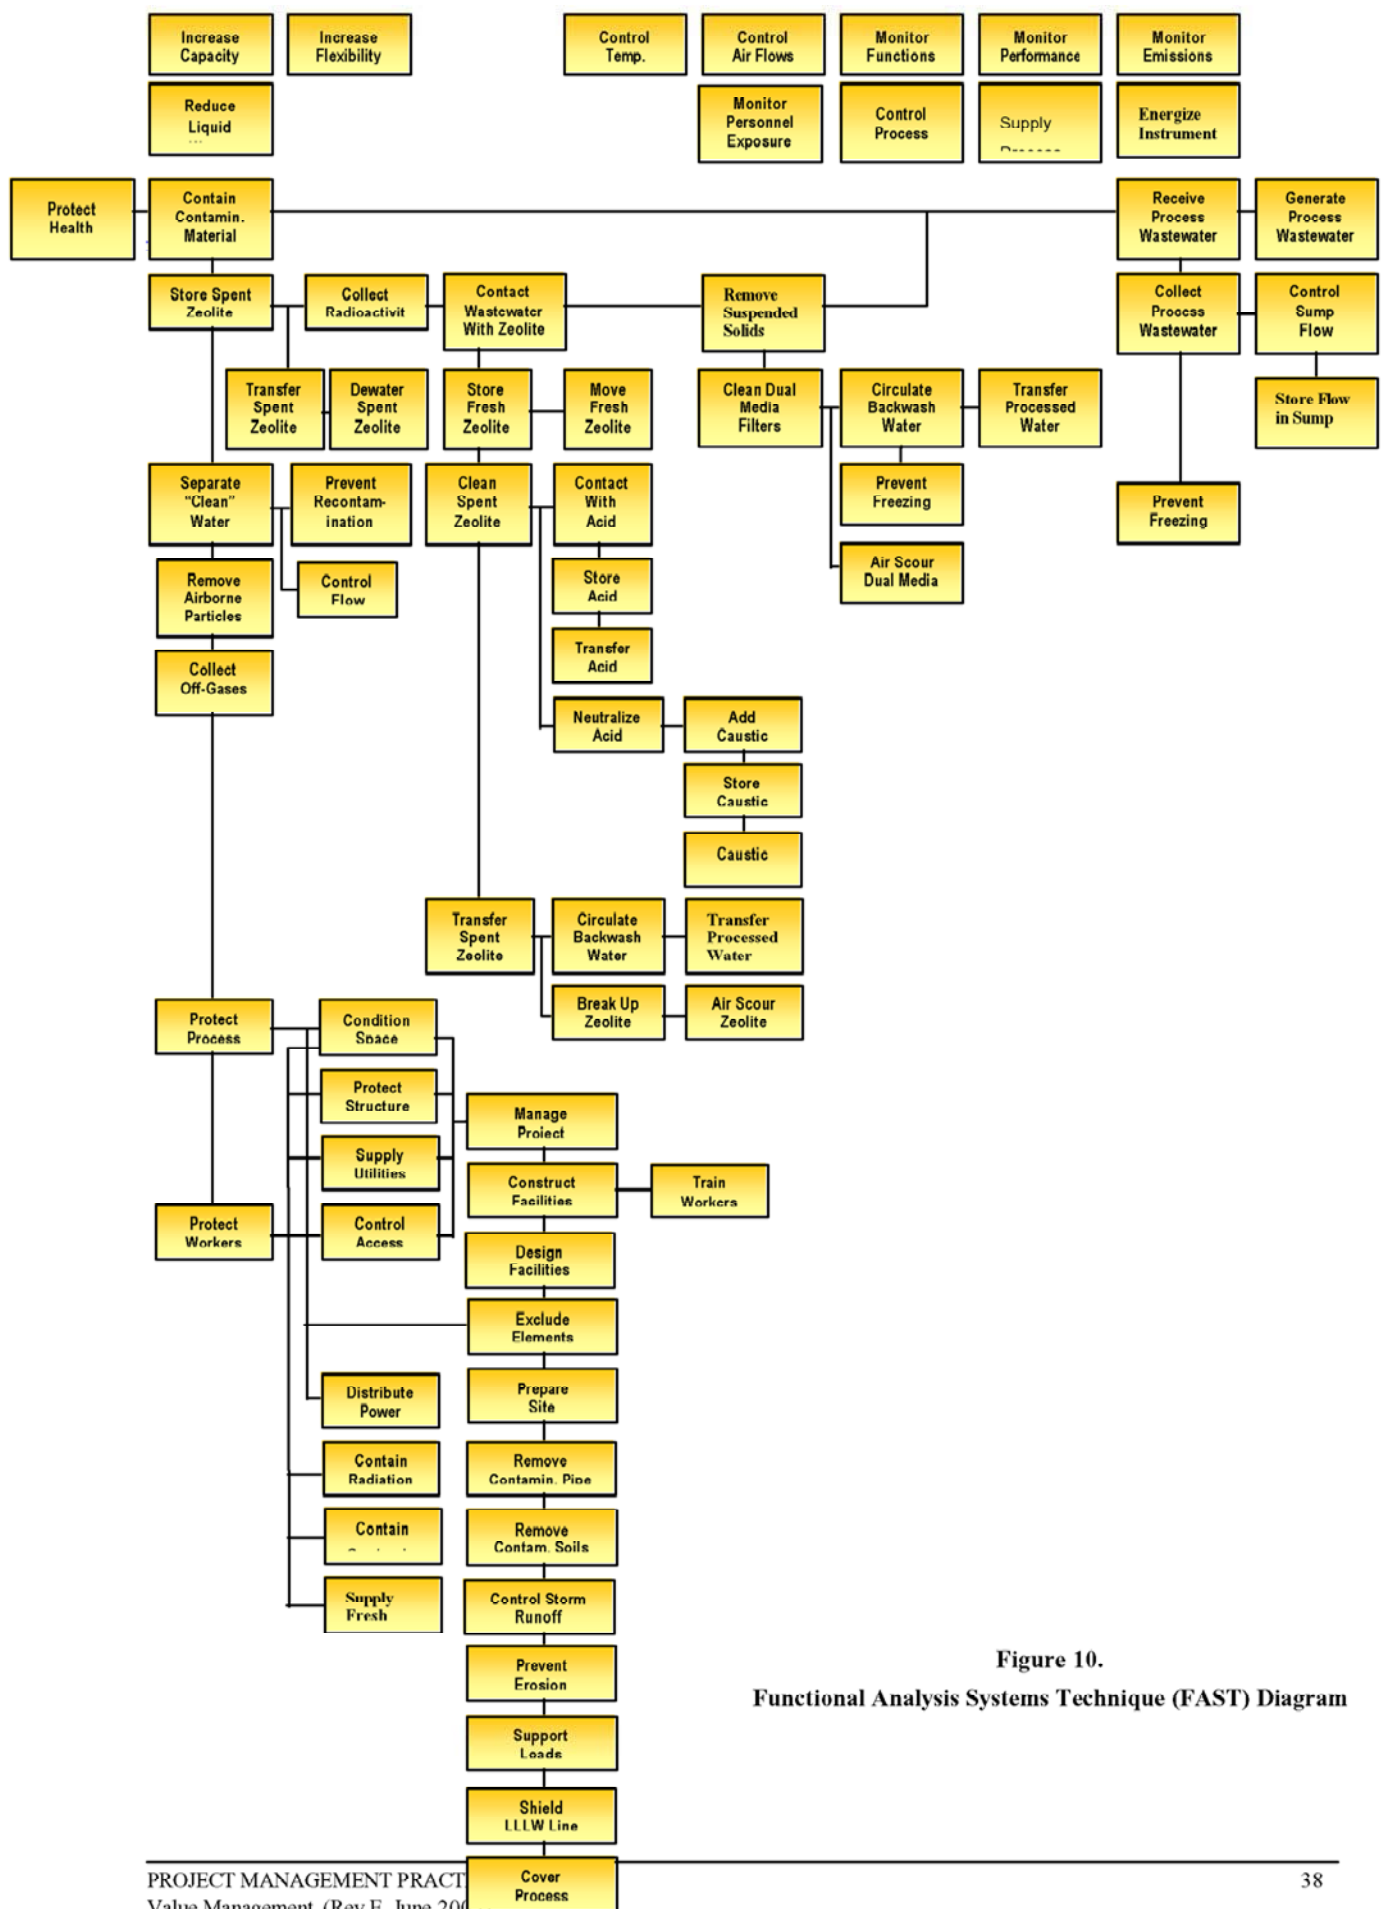 Increase
Capacity
Increase
Flexibility
Control
Temp.
Control
Air Flows
Monitor
Functions
Monitor
Performance
Monitor
Emissions
Reduce
Liquid
Monitor
Personnel
Exposure
Control
Process
Supply
Energize
Instrument
Protect
Health
Contain
Contamin.
Material
Receive
Process
Wastewater
Generate
Process
Wastewater
Store Spent
Zeolite
Collect
Radioactivit
Contact
Wastewater
With Zeolite
Remove
Suspended
Solids
Collect
Process
Wastewater
Control
Sump
Flow
Transfer
Spent
Zeolite
Dewater
Spent
Zeolite
Store
Fresh
Zeolite
Move
Fresh
Zeolite
Clean Dual
Media
Filters
Circulate
Backwash
Water
Transfer
Processed
Water
Store Flow
in Sump
Separate
"Clean"
Water
Prevent
Recontam-
ination
Clean
Spent
Zeolite
Contact
With
Acid
Prevent
Freezing
Prevent
Freezing
Remove
Airborne
Particles
Control
Flow
Store
Acid
Air Scour
Dual Media
Collect
Off-Gases
Transfer
Acid
Neutralize
Acid
Add
Caustic
Store
Caustic
Caustic
Transfer
Spent
Zeolite
Circulate
Backwash
Water
Transfer
Processed
Water
Break Up
Zeolite
Air Scour
Zeolite
Protect
Process
Condition
Space
Protect
Structure
Manage
Project
Supply
Utilities
Construct
Facilities
Train
Workers
Protect
Workers
Control
Access
Design
Facilities
Exclude
Elements
Distribute
Power
Prepare
Site
Contain
Radiation
Remove
Contamin. Pipe
Contain
Remove
Contam. Soils
Supply
Fresh
Control Storm
Runoff
Prevent
Erosion
Figure 10.
Functional Analysis Systems Technique (FAST) Diagram
Support
Loads
Shield
LLLW Line
Cover
Process
PROJECT MANAGEMENT PRACT
38
Value Management (Rev E, June 200